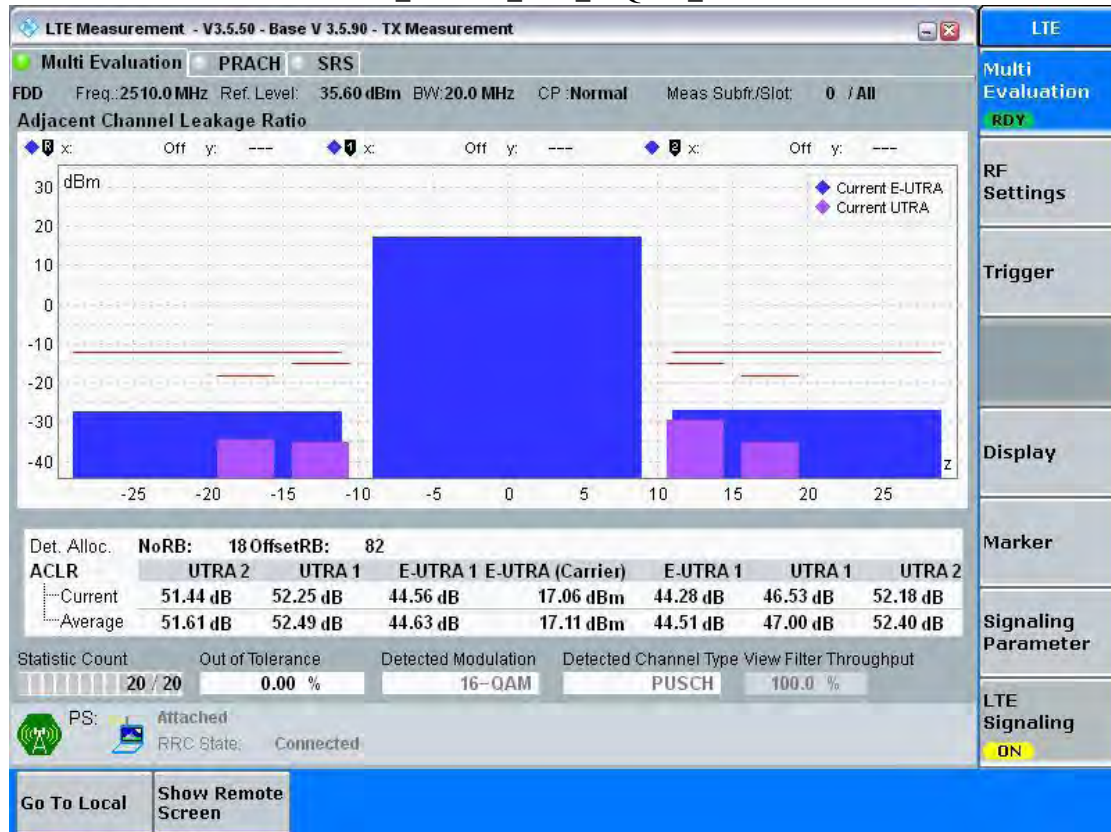 LTE Measurement - V3.5.50 - Base V 3.5.90 - TX Measurement
Multi Evaluation PRACH SRS
FDD Freq.:2510.0 MHz Ref. Level: 35.60 dBm BW:20.0 MHz CP :Normal Meas Subfr./Slot: 0 / All
Adjacent Channel Leakage Ratio
R x: Off y: --- 1 x: Off y: --- 2 x: Off y: ---
dBm
Current E-UTRA
Current UTRA
30
20
10
0
-10
-20
-30
-40
z
-25 -20 -15 -10 -5 0 5 10 15 20 25
Det. Alloc. NoRB: 18 OffsetRB: 82
ACLR UTRA 2 UTRA 1 E-UTRA 1 E-UTRA (Carrier) E-UTRA 1 UTRA 1 UTRA 2
Current 51.44 dB 52.25 dB 44.56 dB 17.06 dBm 44.28 dB 46.53 dB 52.18 dB
Average 51.61 dB 52.49 dB 44.63 dB 17.11 dBm 44.51 dB 47.00 dB 52.40 dB
Statistic Count Out of Tolerance Detected Modulation Detected Channel Type View Filter Throughput
20 / 20 0.00 % 16-QAM PUSCH 100.0 %
PS: Attached
RRC State: Connected
Go To Local
Show Remote
Screen
LTE
Multi
Evaluation
RDY
RF
Settings
Trigger
Display
Marker
Signaling
Parameter
LTE
Signaling
ON